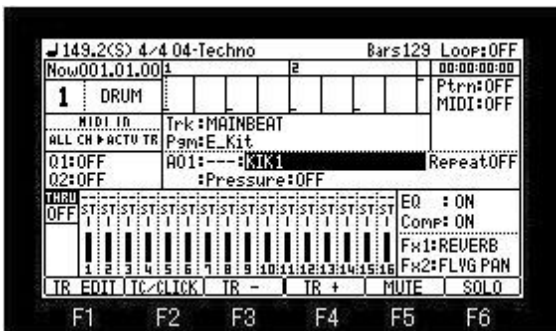 ♩149.2(S) 4/4 04-Techno Bars129 Loop:OFF
Now001.01.00 1 2 00:00:00:00
1 DRUM Ptrn:OFF
MIDI:OFF
MIDI IN Trk:MAINBEAT
ALL CH▶ACTV TR Pgm:E_Kit
Q1:OFF A01:---:KIK1 RepeatOFF
Q2:OFF :Pressure:OFF
THRU EQ : ON
OFF ST ST ST ST ST ST ST ST ST ST ST ST ST ST ST ST Comp: ON
Fx1:REVERB
1 2 3 4 5 6 7 8 9 10 11 12 13 14 15 16 Fx2:FLVG PAN
TR EDIT TC/CLICK TR - TR + MUTE SOLO
F1 F2 F3 F4 F5 F6